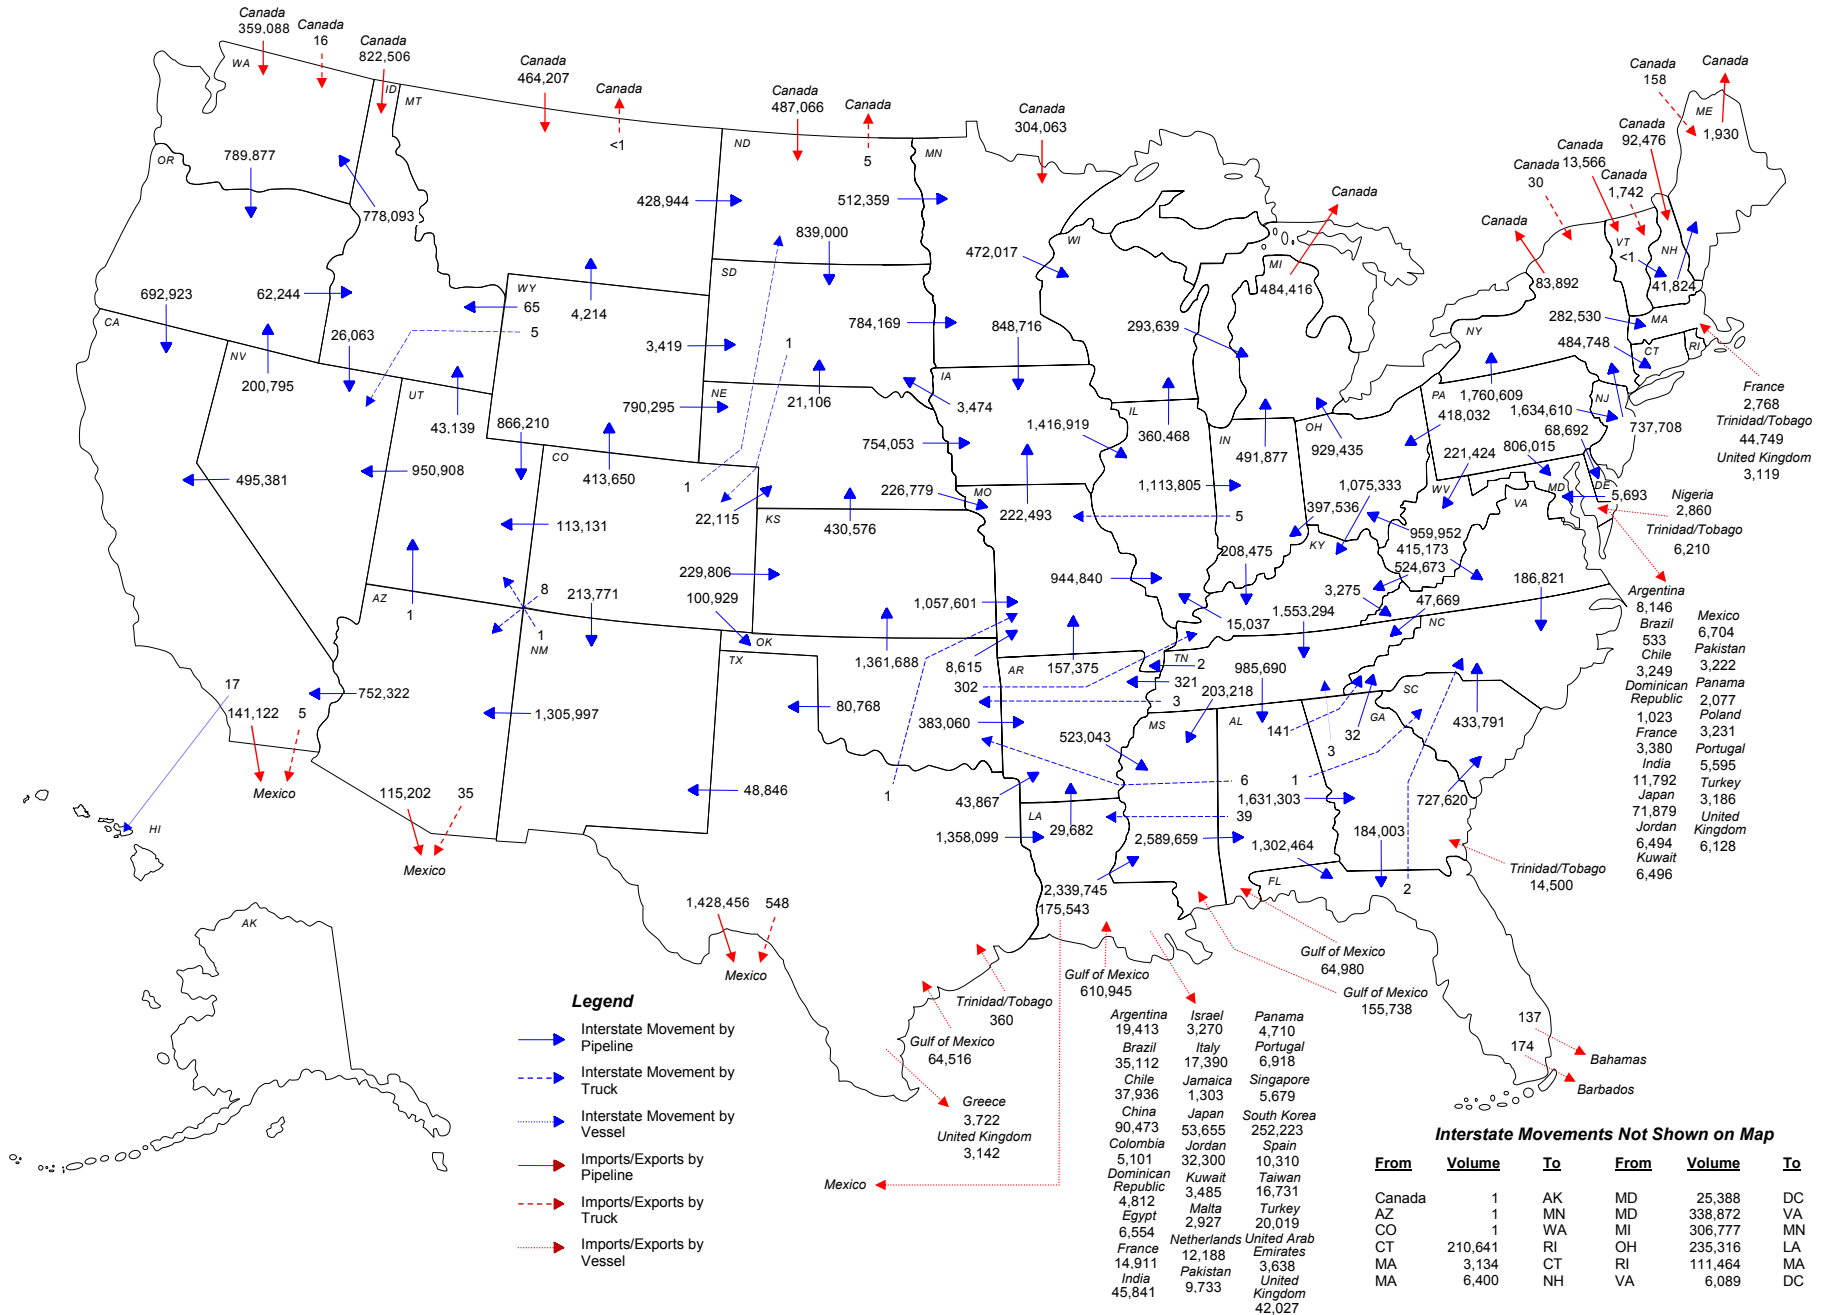 Canada
359,088
Canada
16
Canada
822,506
Canada
464,207
Canada
<1
Canada
487,066
Canada
5
Canada
304,063
Canada
484,416
Canada
83,892
Canada
30
Canada
13,566
Canada
1,742
Canada
92,476
Canada
158
Canada
1,930
WA
ID
MT
ND
MN
ME
OR
789,877
778,093
428,944
512,359
839,000
472,017
WI
MI
VT
<1
NH
41,824
SD
WY
65
5
4,214
692,923
62,244
26,063
CA
NV
200,795
3,419
784,169
848,716
1
293,639
NY
282,530
MA
484,748
CT
RI
UT
43.139
866,210
790,295
NE
21,106
IA
3,474
754,053
1,416,919
IL
360,468
IN
491,877
OH
929,435
1,760,609
PA
418,032
1,634,610
NJ
68,692
737,708
France
2,768
Trinidad/Tobago
44.749
United Kingdom
3,119
495,381
950,908
CO
413,650
1
22,115
KS
430,576
226,779
MO
222,493
1,113,805
5
397,536
1,075,333
221,424
806,015
WV
MD
DE
5,693
VA
Nigeria
2,860
Trinidad/Tobago
6,210
113,131
229,806
100,929
944,840
208,475
KY
959,952
415,173
524,673
3,275
186,821
AZ
1
8
1
NM
213,771
OK
TX
1,057,601
1,361,688
8,615
302
AR
157,375
15,037
1,553,294
47,669
NC
TN
2
321
3
985,690
203,218
Argentina
8,146
Brazil
533
Chile
3,249
Dominican
Republic
1,023
France
3,380
India
11,792
Japan
71,879
Jordan
6,494
Kuwait
6,496
Mexico
6,704
Pakistan
3,222
Panama
2,077
Poland
3,231
Portugal
5,595
Turkey
3,186
United
Kingdom
6,128
17
752,322
141,122
5
Mexico
1,305,997
80,768
383,060
523,043
MS
AL
141
3
32
GA
SC
433,791
HI
115,202
35
Mexico
48,846
1
43,867
6
1
1,631,303
39
727,620
LA
29,682
1,358,099
2,589,659
1,302,464
184,003
2
FL
Trinidad/Tobago
14,500
2,339,745
175,543
AK
1,428,456
548
Mexico
Trinidad/Tobago
360
Gulf of Mexico
64,516
Gulf of Mexico
610,945
Gulf of Mexico
64,980
Gulf of Mexico
155,738
Greece
3,722
United Kingdom
3,142
Mexico
137
Bahamas
174
Barbados
Legend
Interstate Movement by
Pipeline
Interstate Movement by
Truck
Interstate Movement by
Vessel
Imports/Exports by
Pipeline
Imports/Exports by
Truck
Imports/Exports by
Vessel
Argentina
19,413
Brazil
35,112
Chile
37,936
China
90,473
Colombia
5,101
Dominican
Republic
4,812
Egypt
6,554
France
14,911
India
45,841
Israel
3,270
Italy
17,390
Jamaica
1,303
Japan
53,655
Jordan
32,300
Kuwait
3,485
Malta
2,927
Netherlands
12,188
Pakistan
9,733
Panama
4,710
Portugal
6,918
Singapore
5,679
South Korea
252,223
Spain
10,310
Taiwan
16,731
Turkey
20,019
United Arab
Emirates
3,638
United
Kingdom
42,027
Interstate Movements Not Shown on Map
From Volume To From Volume To
Canada 1 AK MD 25,388 DC
AZ 1 MN MD 338,872 VA
CO 1 WA MI 306,777 MN
CT 210,641 RI OH 235,316 LA
MA 3,134 CT RI 111,464 MA
MA 6,400 NH VA 6,089 DC